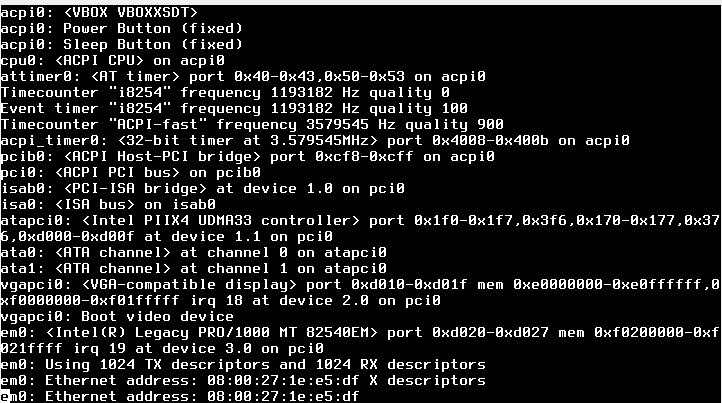 acpi0: <VBOX VBOXXSDT>
acpi0: Power Button (fixed)
acpi0: Sleep Button (fixed)
cpu0: <ACPI CPU> on acpi0
attimer0: <AT timer> port 0x40-0x43,0x50-0x53 on acpi0
Timecounter "i8254" frequency 1193182 Hz quality 0
Event timer "i8254" frequency 1193182 Hz quality 100
Timecounter "ACPI-fast" frequency 3579545 Hz quality 900
acpi_timer0: <32-bit timer at 3.579545MHz> port 0x4008-0x400b on acpi0
pcib0: <ACPI Host-PCI bridge> port 0xcf8-0xcff on acpi0
pci0: <ACPI PCI bus> on pcib0
isab0: <PCI-ISA bridge> at device 1.0 on pci0
isa0: <ISA bus> on isab0
atapci0: <Intel PIIX4 UDMA33 controller> port 0x1f0-0x1f7,0x3f6,0x170-0x177,0x37
6,0xd000-0xd00f at device 1.1 on pci0
ata0: <ATA channel> at channel 0 on atapci0
ata1: <ATA channel> at channel 1 on atapci0
vgapci0: <VGA-compatible display> port 0xd010-0xd01f mem 0xe0000000-0xe0ffffff,0
xf0000000-0xf01fffff irq 18 at device 2.0 on pci0
vgapci0: Boot video device
em0: <Intel(R) Legacy PRO/1000 MT 82540EM> port 0xd020-0xd027 mem 0xf0200000-0xf
021ffff irq 19 at device 3.0 on pci0
em0: Using 1024 TX descriptors and 1024 RX descriptors
em0: Ethernet address: 08:00:27:1e:e5:df X descriptors
em0: Ethernet address: 08:00:27:1e:e5:df